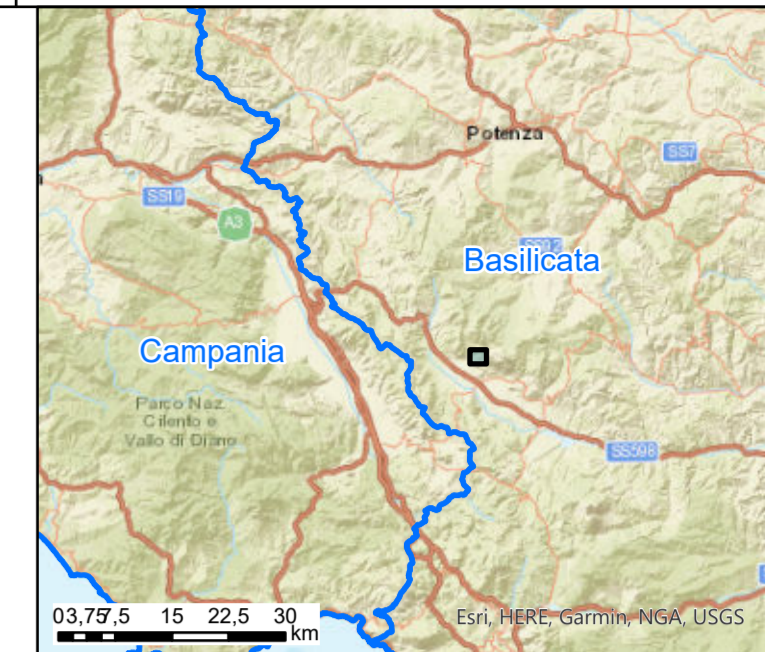 Potenza
SS7
SS19
A3
SS92
Basilicata
Campania
Parco Naz.
Cilento e
Vallo di Diano
SS598
03,757,5 15 22,5 30
km
Esri, HERE, Garmin, NGA, USGS